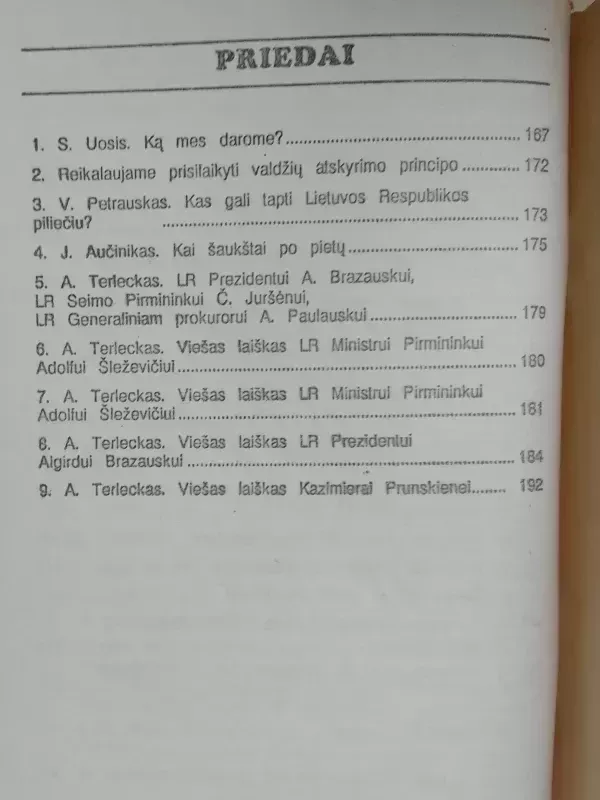 PRIEDAI
1. S. Uosis. Ką mes darome?..........................................167
2. Reikalaujame prisilaikyti valdžių atskyrimo principo.............172
3. V. Petrauskas. Kas gali tapti Lietuvos Respublikos
piliečiu? ..............................................................173
4. J. Aučinikas. Kai šaukštai po pietų..............................175
5. A. Terleckas. LR Prezidentui A. Brazauskui,
LR Seimo Pirmininkui Č. Juršėnui,
LR Generaliniam prokurorui A. Paulauskui..........................179
6. A. Terleckas. Viešas laiškas LR Ministrui Pirmininkui
Adolfui Šleževičiui......................................................180
7. A. Terleckas. Viešas laiškas LR Ministrui Pirmininkui
Adolfui Šleževičiui......................................................181
8. A. Terleckas. Viešas laiškas LR Prezidentui
Algirdui Brazauskui.....................................................184
9. A. Terleckas. Viešas laiškas Kazimierai Prunskienei........ 192